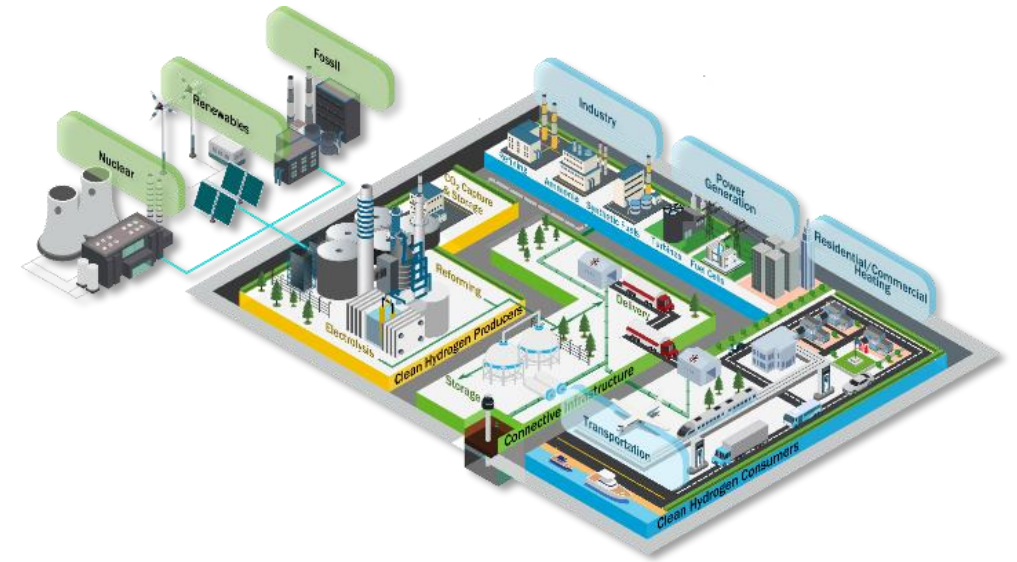 Fossil
Renewables
Nuclear
Industry
Power
Generation
Residential/Commercial
Heating
CO₂ Capture
& Storage
Refining
Ammonia
Synthetic Fuels
Turbines
Fuel Cells
Reforming
Electrolysis
Clean Hydrogen Producers
Delivery
Storage
Connective Infrastructure
Transportation
Clean Hydrogen Consumers